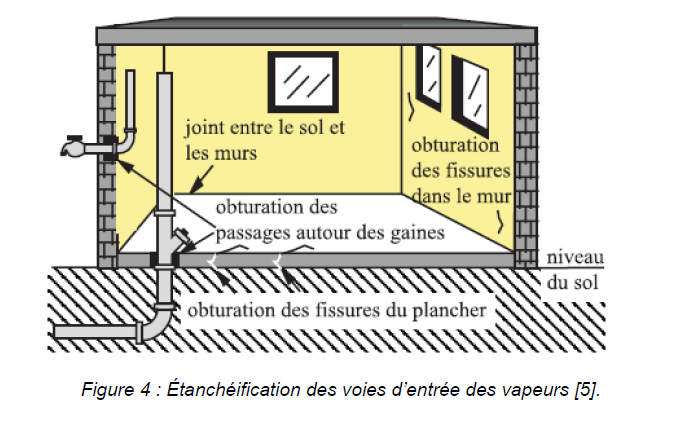 joint entre le sol et
les murs
obturation
des fissures
dans le mur
obturation des
passages autour des gaines
niveau
du sol
obturation des fissures du plancher
Figure 4 : Étanchéification des voies d’entrée des vapeurs [5].